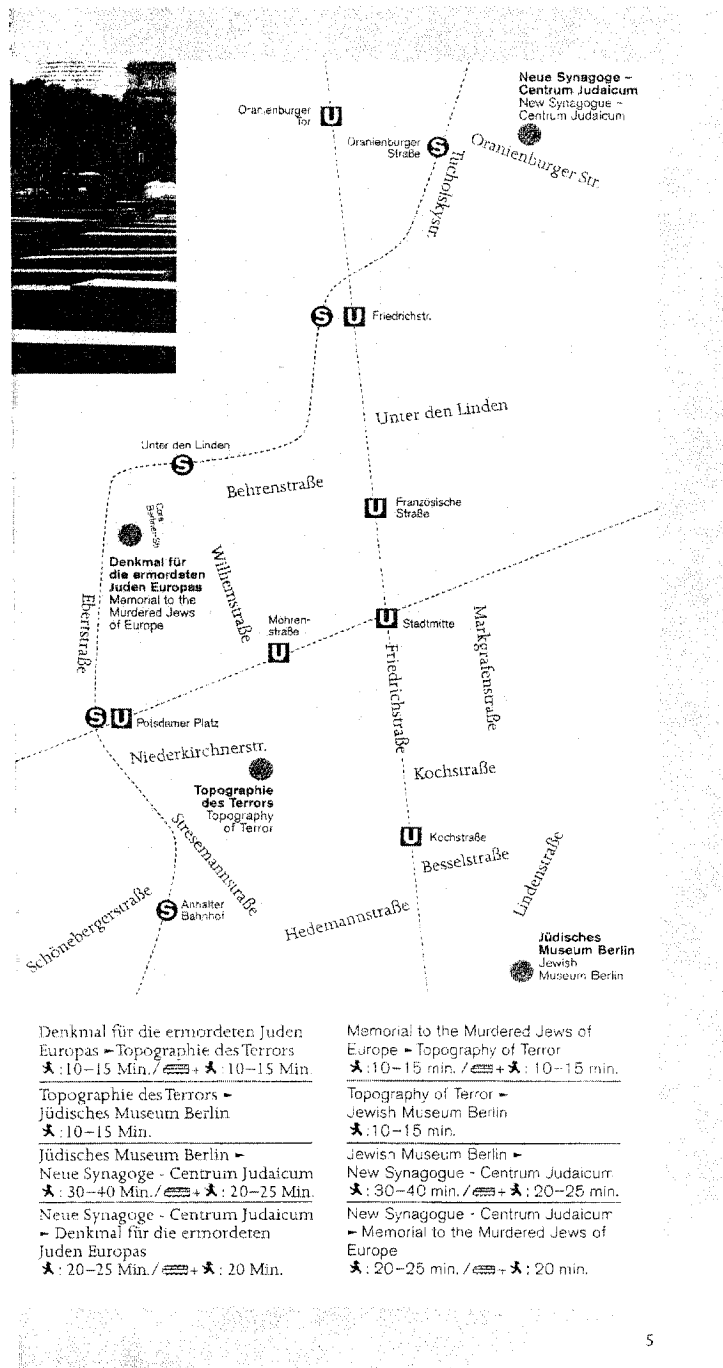 Neue Synagoge –
Centrum Judaicum
New Synagogue –
Centrum Judaicum
Oranienburger
Tor
U
Oranienburger
Straße
S
Oranienburger Str.
Tucholskystr.
S
U
Friedrichstr.
Unter den Linden
Unter den Linden
S
Behrenstraße
Cora
Berliner-Str.
U
Französische
Straße
Denkmal für
die ermordeten
Juden Europas
Memorial to the
Murdered Jews
of Europe
Ebertstraße
Wilhelmstraße
Mohren-
straße
U
U
Stadtmitte
Friedrichstraße
Markgrafenstraße
S
U
Potsdamer Platz
Niederkirchnerstr.
Topographie
des Terrors
Topography
of Terror
Kochstraße
U
Kochstraße
Besselstraße
Stresemannstraße
Lindenstraße
Schönebergerstraße
S
Anhalter
Bahnhof
Hedemannstraße
Jüdisches
Museum Berlin
Jewish
Museum Berlin
Denkmal für die ermordeten Juden
Europas ►Topographie des Terrors
: 10–15 Min. / + : 10–15 Min.
Topographie des Terrors ►
Jüdisches Museum Berlin
: 10–15 Min.
Jüdisches Museum Berlin ►
Neue Synagoge - Centrum Judaicum
: 30–40 Min. / + : 20–25 Min.
Neue Synagoge - Centrum Judaicum
► Denkmal für die ermordeten
Juden Europas
: 20–25 Min. / + : 20 Min.
Memorial to the Murdered Jews of
Europe ► Topography of Terror
: 10–15 min. / + : 10–15 min.
Topography of Terror ►
Jewish Museum Berlin
: 10–15 min.
Jewish Museum Berlin ►
New Synagogue - Centrum Judaicum
: 30–40 min. / + : 20–25 min.
New Synagogue - Centrum Judaicum
► Memorial to the Murdered Jews of
Europe
: 20–25 min. / + : 20 min.
5